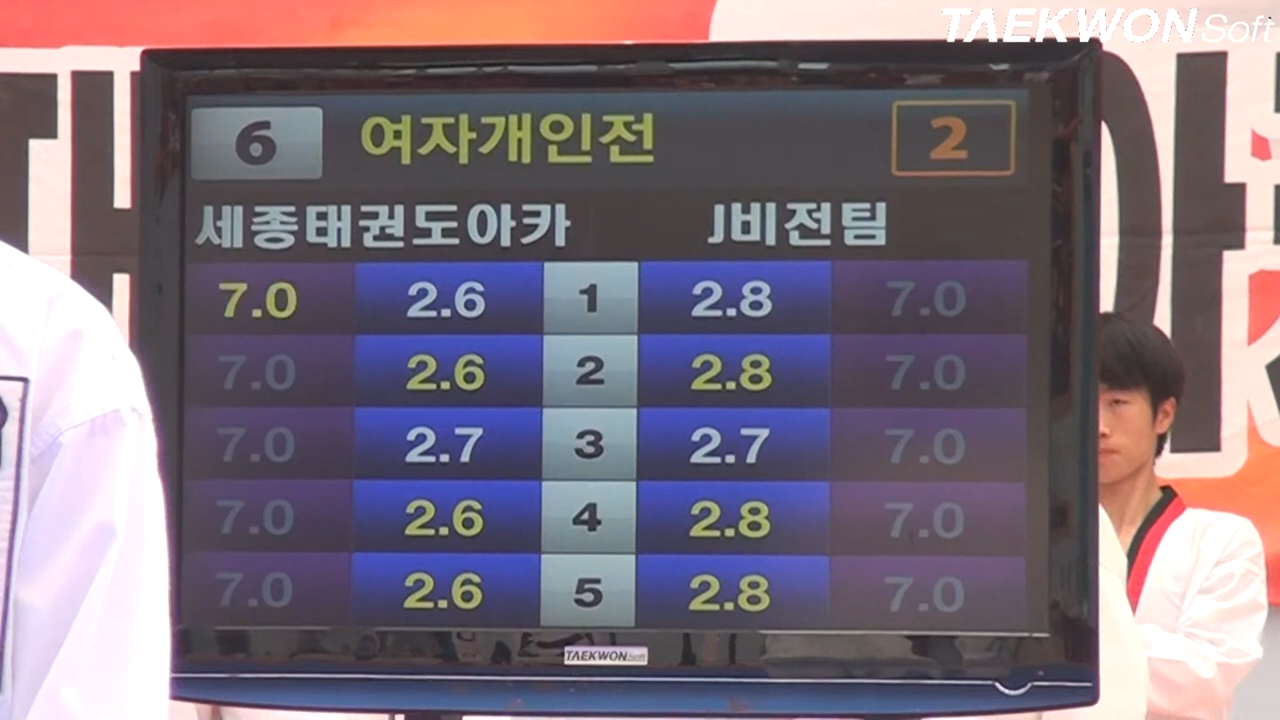 TAEKWON Soft
6 여자개인전 2
세종태권도아카 J비전팀
7.0 2.6 1 2.8 7.0
7.0 2.6 2 2.8 7.0
7.0 2.7 3 2.7 7.0
7.0 2.6 4 2.8 7.0
7.0 2.6 5 2.8 7.0
TAEKWONSoft